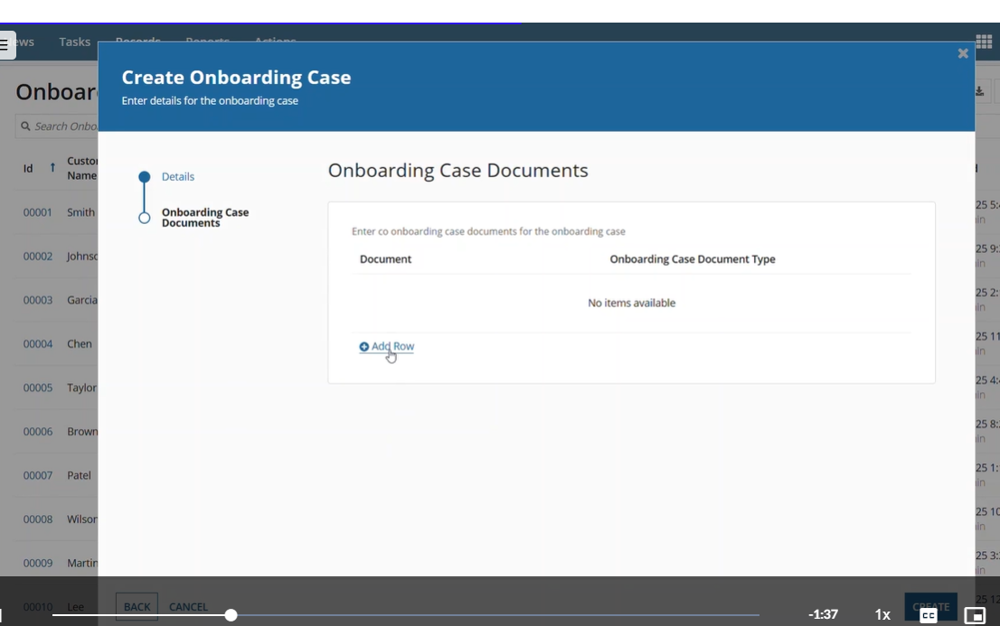 ews Tasks Records Reports Actions
Create Onboarding Case
Enter details for the onboarding case
Onboar
Search Onbo
Id ↑ Custo
Name
Details
Onboarding Case
Documents
Onboarding Case Documents
Enter co onboarding case documents for the onboarding case
Document Onboarding Case Document Type
No items available
Add Row
00001 Smith
25 5:
in
00002 Johnso
25 9:
in
00003 Garcia
25 2:
in
00004 Chen
25 11
in
00005 Taylor
25 4:
in
00006 Brown
25 8:
in
00007 Patel
25 1:
in
00008 Wilson
25 10
in
00009 Martin
25 3:
in
00010 Lee
25 12
BACK CANCEL CREATE
-1:37 1x CC